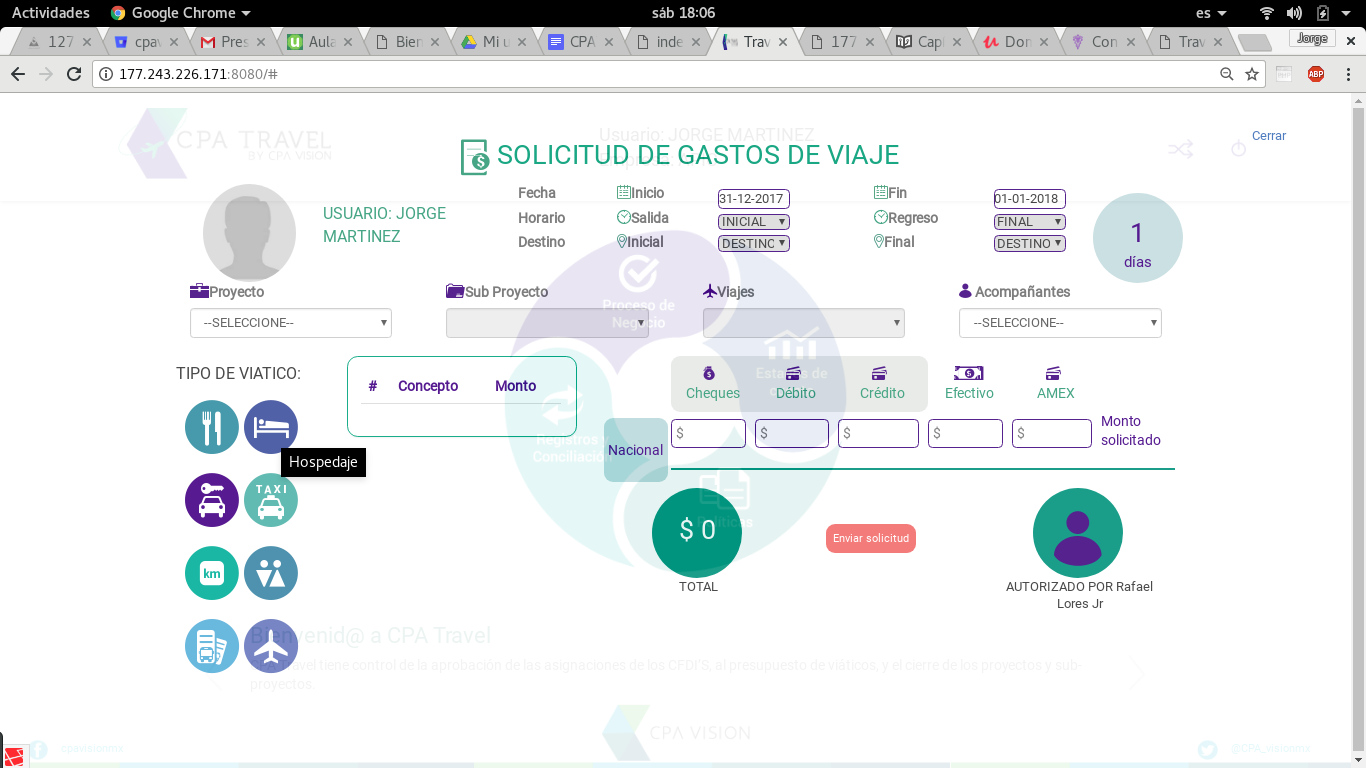 Actividades
Google Chrome
sáb 18:06
es
127
cpav
Pres
Aula
Bien
Mi u
CPA
inde
Trav
177
Capi
Don
Con
Trav
Jorge
177.243.226.171:8080/#
ABP
CPA TRAVEL
BY CPA VISION
Usuario: JORGE MARTINEZ
Cerrar
SOLICITUD DE GASTOS DE VIAJE
USUARIO: JORGE
MARTINEZ
Fecha
Inicio
31-12-2017
Fin
01-01-2018
Horario
Salida
INICIAL
Regreso
FINAL
Destino
Inicial
DESTINO
Final
DESTINO
1
días
Proyecto
Sub Proyecto
Viajes
Acompañantes
--SELECCIONE--
--SELECCIONE--
Proceso de
Negocio
Estados de
Registros y
Conciliación
Políticas
TIPO DE VIATICO:
# Concepto Monto
Cheques
Débito
Crédito
Efectivo
AMEX
Nacional
$
$
$
$
$
Monto
solicitado
Hospedaje
TAXI
km
$ 0
TOTAL
Enviar solicitud
AUTORIZADO POR Rafael
Lores Jr
Bienvenid@ a CPA Travel
CPA Travel tiene control de la aprobación de las asignaciones de los CFDI'S, al presupuesto de viáticos, y el cierre de los proyectos y sub-
proyectos
CPA VISION
cpavisionmx
@CPA_visionmx